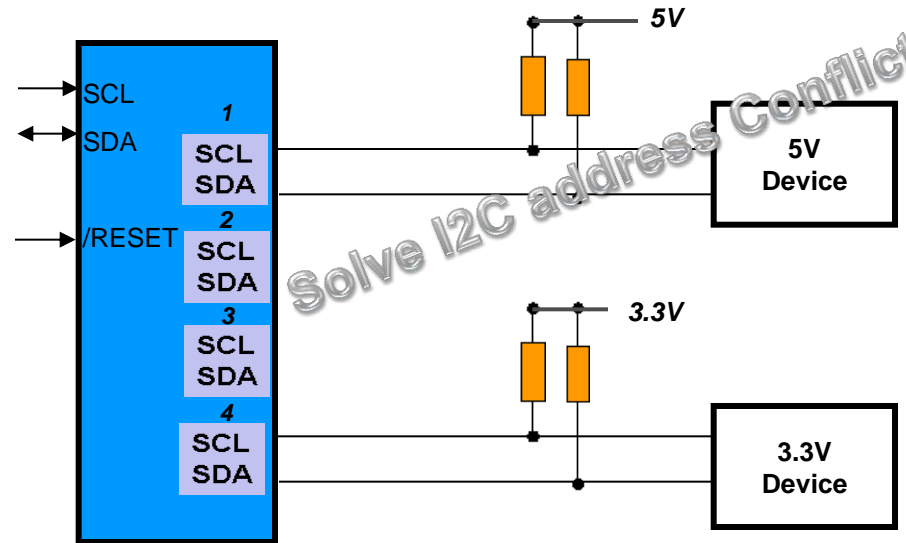 SCL
SDA
/RESET
1
SCL
SDA
2
SCL
SDA
3
SCL
SDA
4
SCL
SDA
5V
5V
Device
Solve I2C address Conflict
3.3V
3.3V
Device